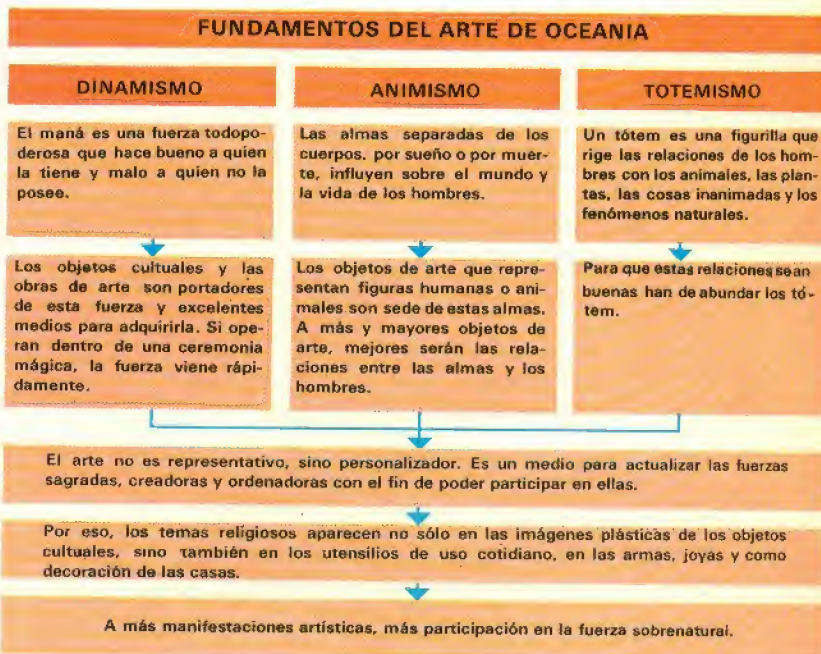 FUNDAMENTOS DEL ARTE DE OCEANIA
DINAMISMO
El maná es una fuerza todopo-
derosa que hace bueno a quien
la tiene y malo a quien no la
posee.
Los objetos cultuales y las
obras de arte son portadores
de esta fuerza y excelentes
medios para adquirirla. Si ope-
ran dentro de una ceremonia
mágica, la fuerza viene rápi-
damente.
ANIMISMO
Las almas separadas de los
cuerpos, por sueño o por muer-
te, influyen sobre el mundo y
la vida de los hombres.
Los objetos de arte que repre-
sentan figuras humanas o ani-
males son sede de estas almas.
A más y mayores objetos de
arte, mejores serán las rela-
ciones entre las almas y los
hombres.
TOTEMISMO
Un tótem es una figurilla que
rige las relaciones de los hom-
bres con los animales, las plan-
tas, las cosas inanimadas y los
fenómenos naturales.
Para que estas relaciones sean
buenas han de abundar los tó-
tem.
El arte no es representativo, sino personalizador. Es un medio para actualizar las fuerzas
sagradas, creadoras y ordenadoras con el fin de poder participar en ellas.
Por eso, los temas religiosos aparecen no sólo en las imágenes plásticas de los objetos
cultuales, sino también en los utensilios de uso cotidiano, en las armas, joyas y como
decoración de las casas.
A más manifestaciones artísticas, más participación en la fuerza sobrenatural.